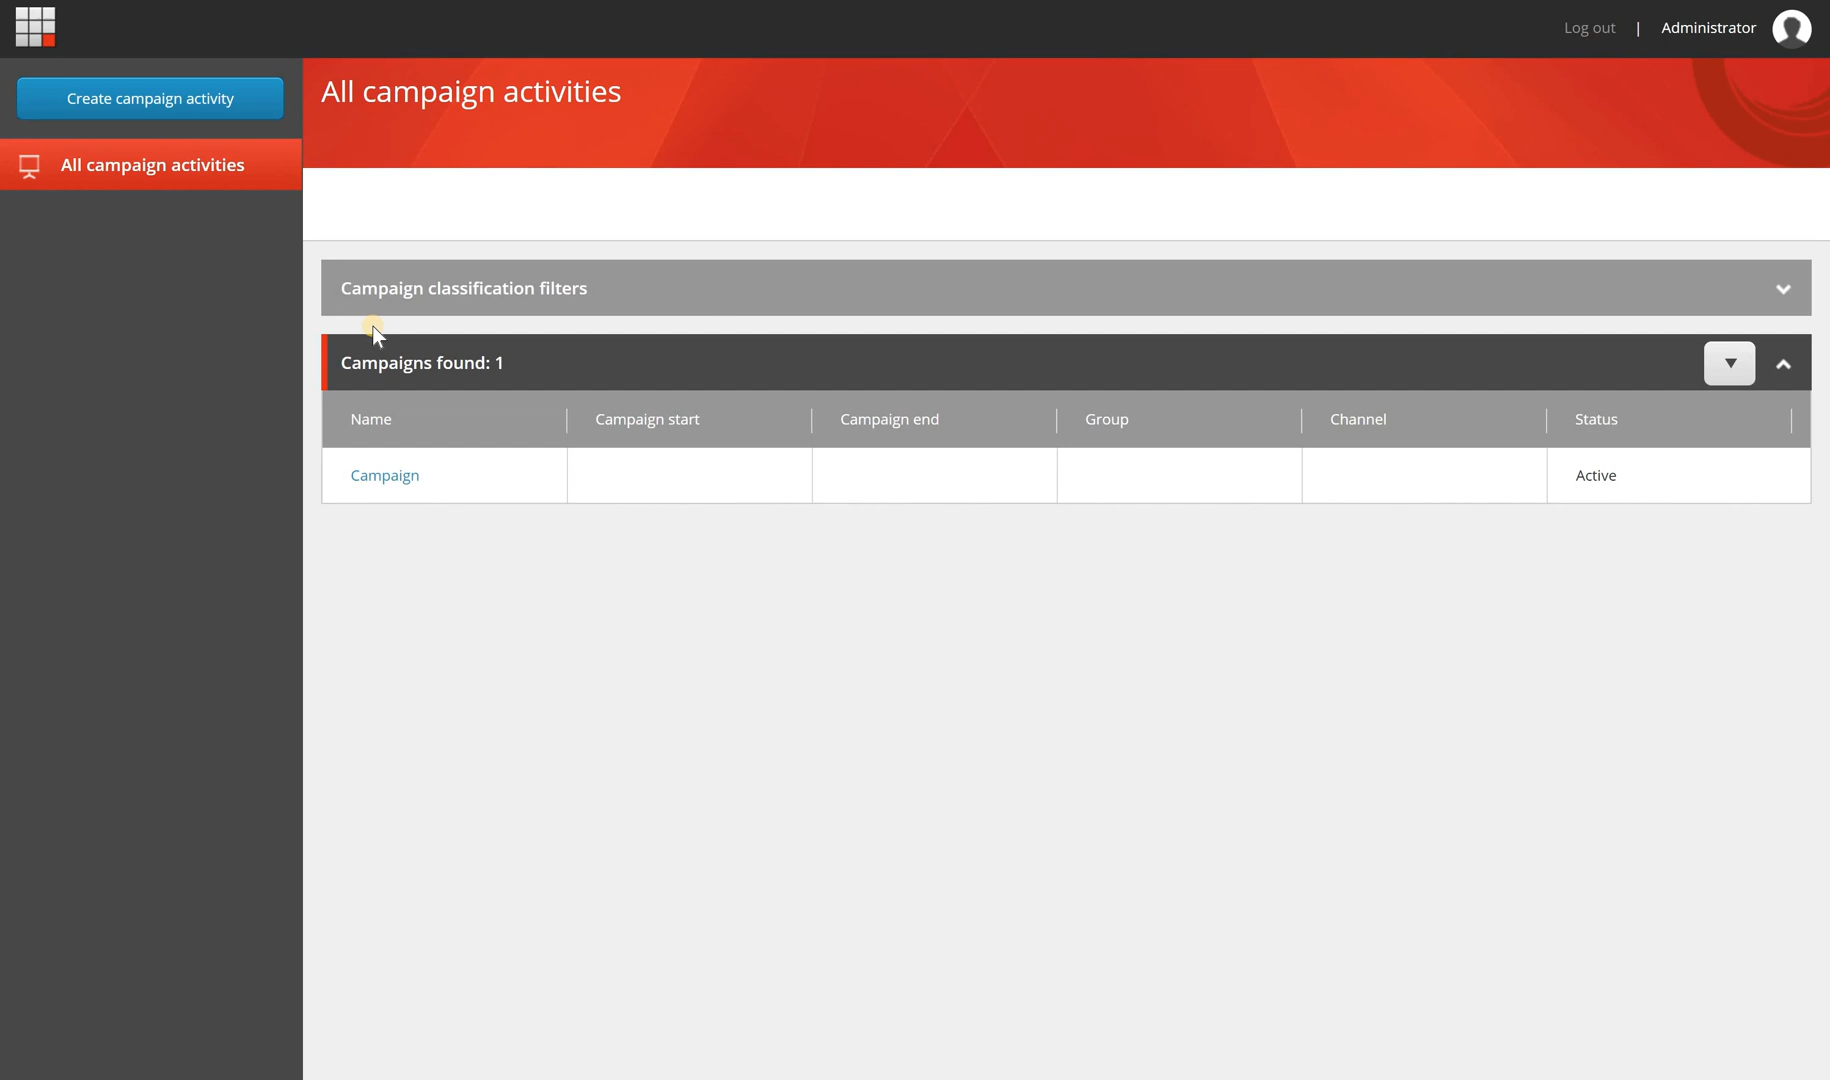 Log out | Administrator
Create campaign activity
All campaign activities
All campaign activities
Campaign classification filters
Campaigns found: 1
Name Campaign start Campaign end Group Channel Status
Campaign Active